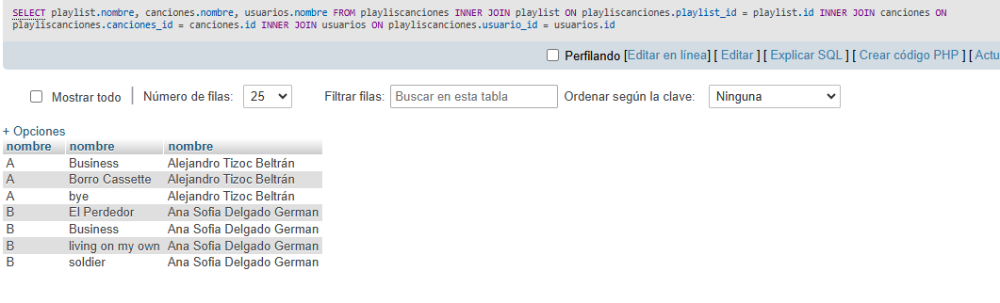 SELECT playlist.nombre, canciones.nombre, usuarios.nombre FROM playliscanciones INNER JOIN playlist ON playliscanciones.playlist_id = playlist.id INNER JOIN canciones ON
playliscanciones.canciones_id = canciones.id INNER JOIN usuarios ON playliscanciones.usuario_id = usuarios.id
Perfilando [Editar en línea] [ Editar ] [ Explicar SQL ] [ Crear código PHP ] [ Actu
Mostrar todo | Número de filas: 25 Filtrar filas: Buscar en esta tabla Ordenar según la clave: Ninguna
+ Opciones
nombre nombre nombre
A Business Alejandro Tizoc Beltrán
A Borro Cassette Alejandro Tizoc Beltrán
A bye Alejandro Tizoc Beltrán
B El Perdedor Ana Sofia Delgado German
B Business Ana Sofia Delgado German
B living on my own Ana Sofia Delgado German
B soldier Ana Sofia Delgado German